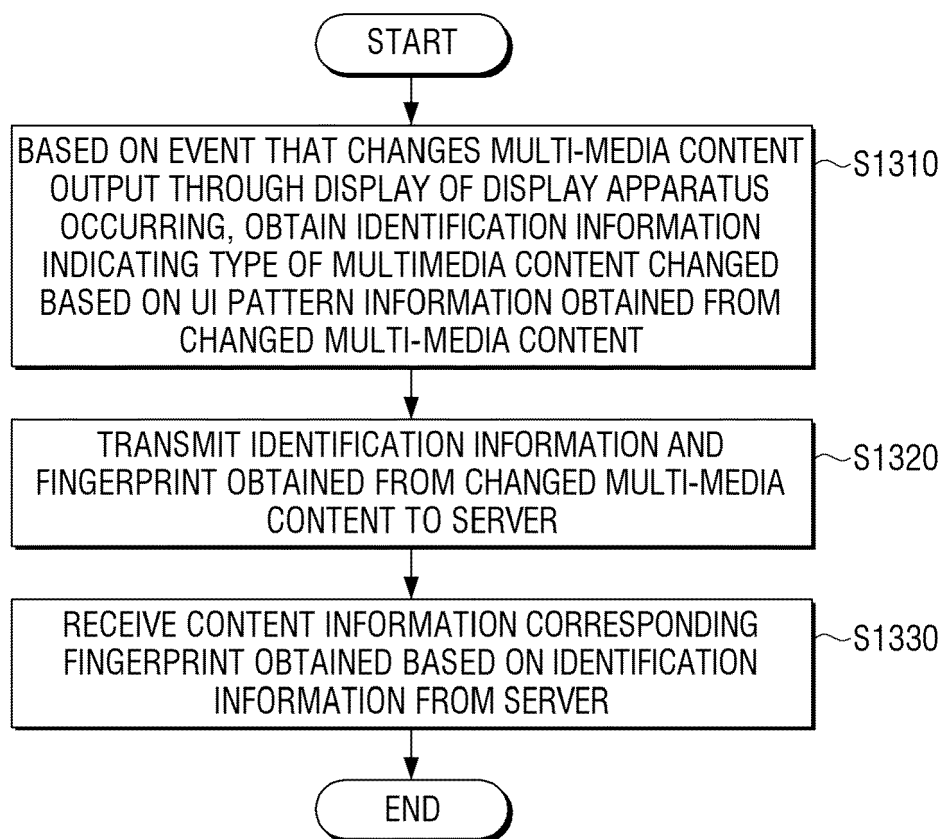 START
BASED ON EVENT THAT CHANGES MULTI-MEDIA CONTENT
OUTPUT THROUGH DISPLAY OF DISPLAY APPARATUS
OCCURRING, OBTAIN IDENTIFICATION INFORMATION
INDICATING TYPE OF MULTIMEDIA CONTENT CHANGED
BASED ON UI PATTERN INFORMATION OBTAINED FROM
CHANGED MULTI-MEDIA CONTENT
S1310
TRANSMIT IDENTIFICATION INFORMATION AND
FINGERPRINT OBTAINED FROM CHANGED MULTI-MEDIA
CONTENT TO SERVER
S1320
RECEIVE CONTENT INFORMATION CORRESPONDING
FINGERPRINT OBTAINED BASED ON IDENTIFICATION
INFORMATION FROM SERVER
S1330
END